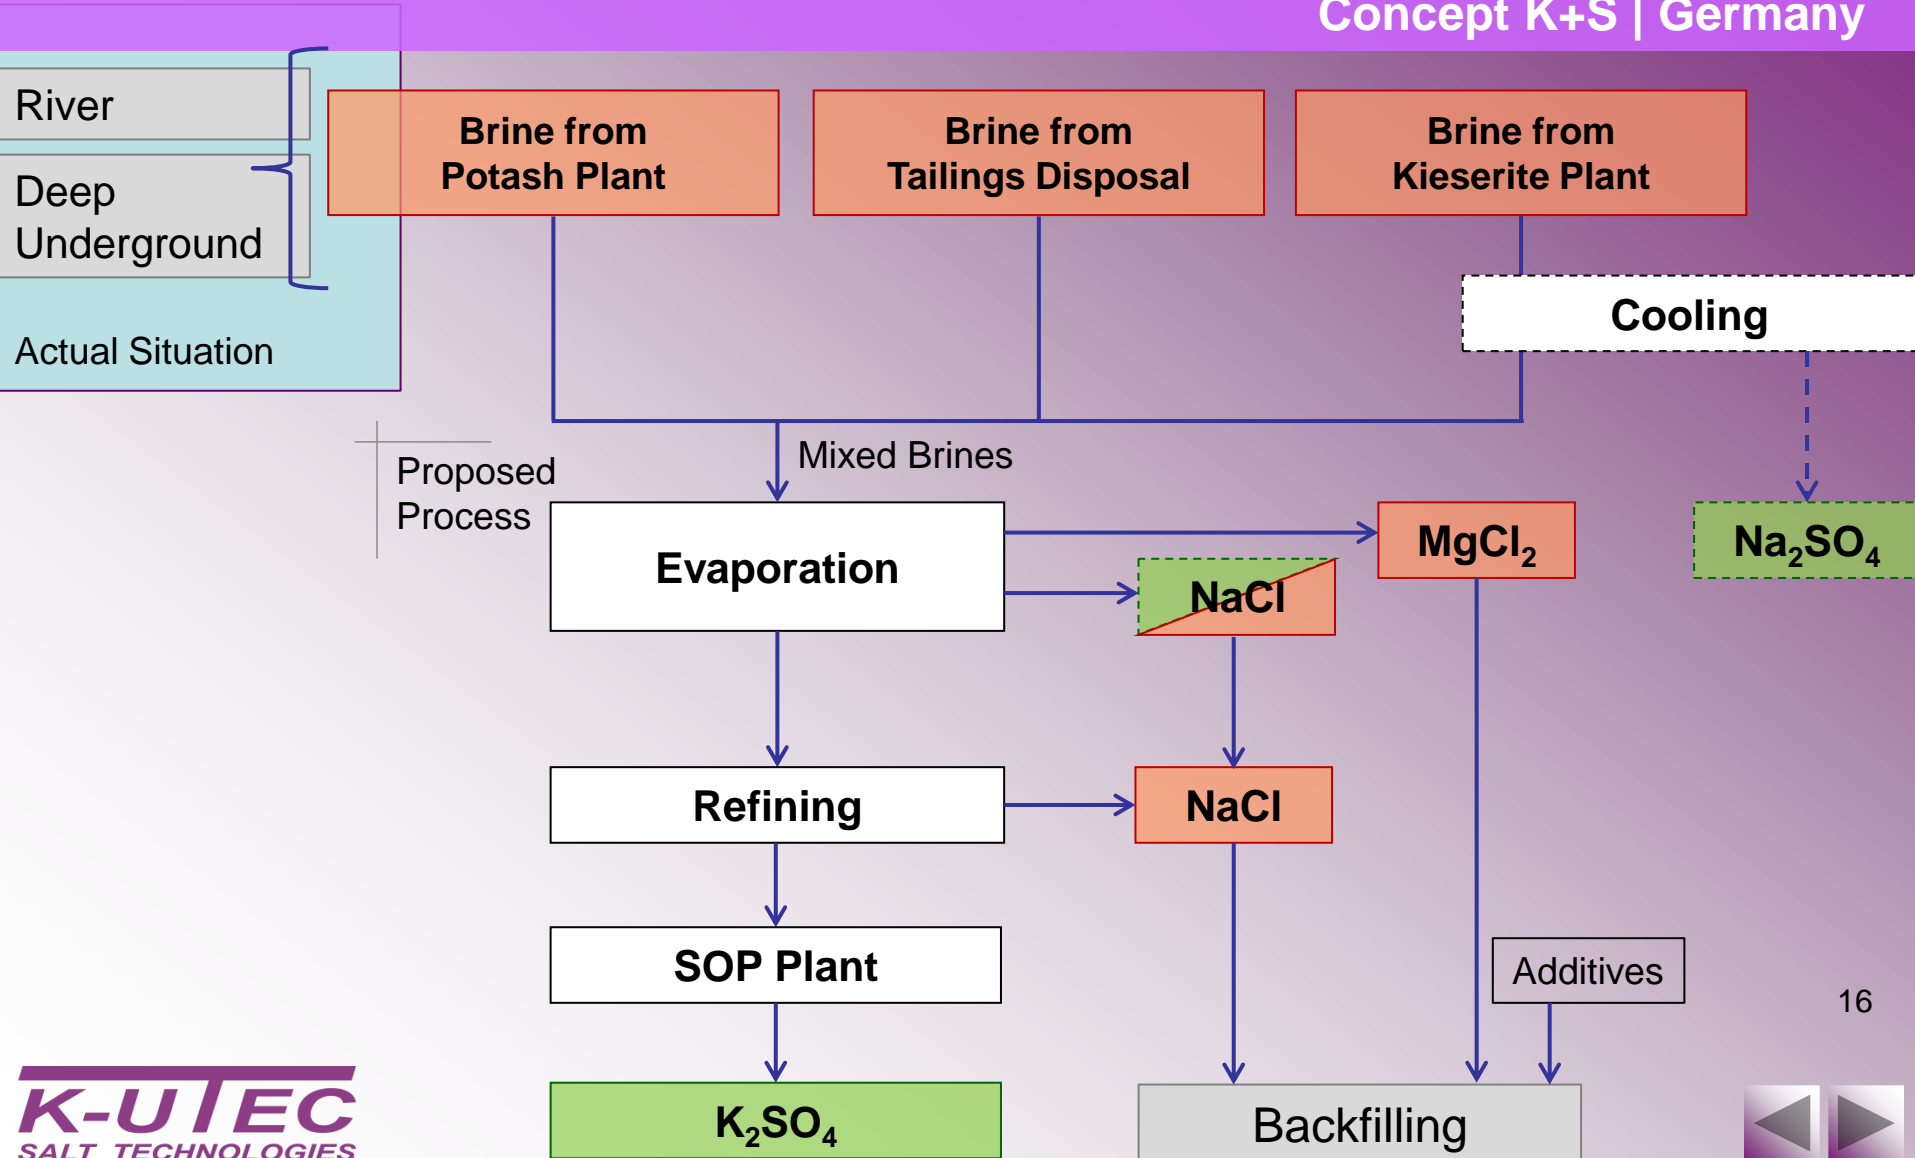 Concept K+S | Germany
River
Deep
Underground
Actual Situation
Brine from
Potash Plant
Brine from
Tailings Disposal
Brine from
Kieserite Plant
Cooling
Proposed
Process
Mixed Brines
Evaporation
MgCl₂
Na₂SO₄
NaCl
Refining
NaCl
SOP Plant
Additives
16
K₂SO₄
Backfilling
K-UTEC
SALT TECHNOLOGIES